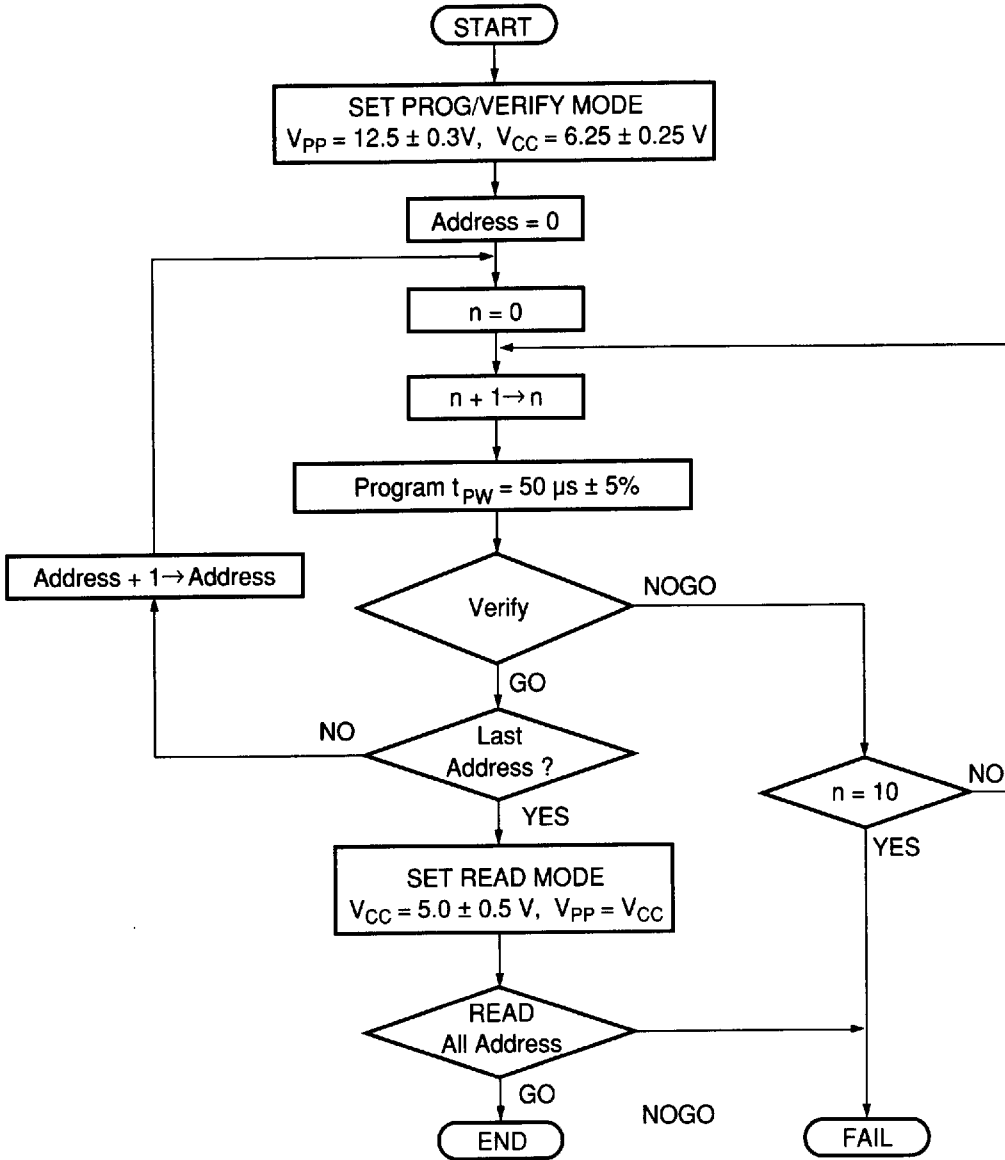 START
SET PROG/VERIFY MODE
V_PP = 12.5 ± 0.3V, V_CC = 6.25 ± 0.25 V
Address = 0
n = 0
n + 1→n
Program t_PW = 50 µs ± 5%
Address + 1→Address
Verify
NOGO
GO
NO
Last
Address ?
YES
n = 10
NO
YES
SET READ MODE
V_CC = 5.0 ± 0.5 V, V_PP = V_CC
READ
All Address
GO
NOGO
END
FAIL